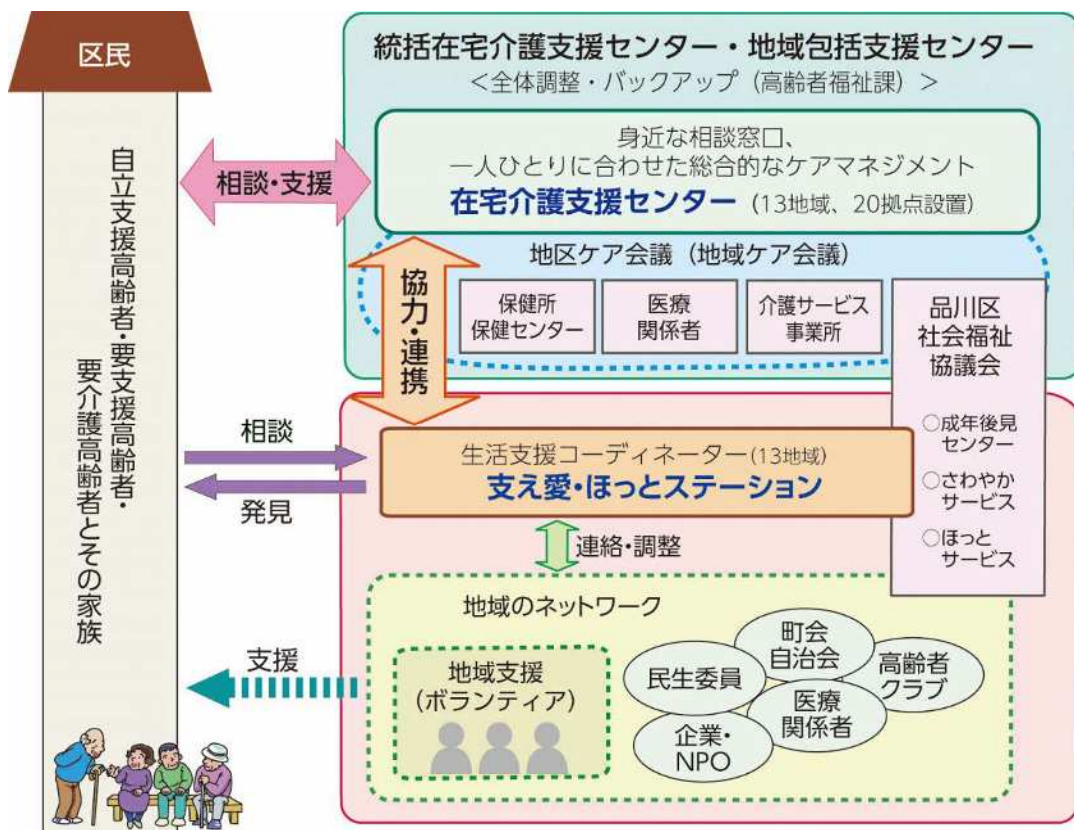 区民
自立支援高齢者・要支援高齢者・
要介護高齢者とその家族
統括在宅介護支援センター・地域包括支援センター
＜全体調整・バックアップ（高齢者福祉課）＞
身近な相談窓口、
一人ひとりに合わせた総合的なケアマネジメント
在宅介護支援センター（13地域、20拠点設置）
相談・支援
地区ケア会議（地域ケア会議）
保健所
保健センター
医療
関係者
介護サービス
事業所
品川区
社会福祉
協議会
○成年後見
センター
○さわやか
サービス
○ほっと
サービス
協力・連携
相談
発見
生活支援コーディネーター(13地域)
支え愛・ほっとステーション
連絡・調整
地域のネットワーク
支援
地域支援
(ボランティア)
民生委員
町会
自治会
高齢者
クラブ
医療
関係者
企業・
NPO